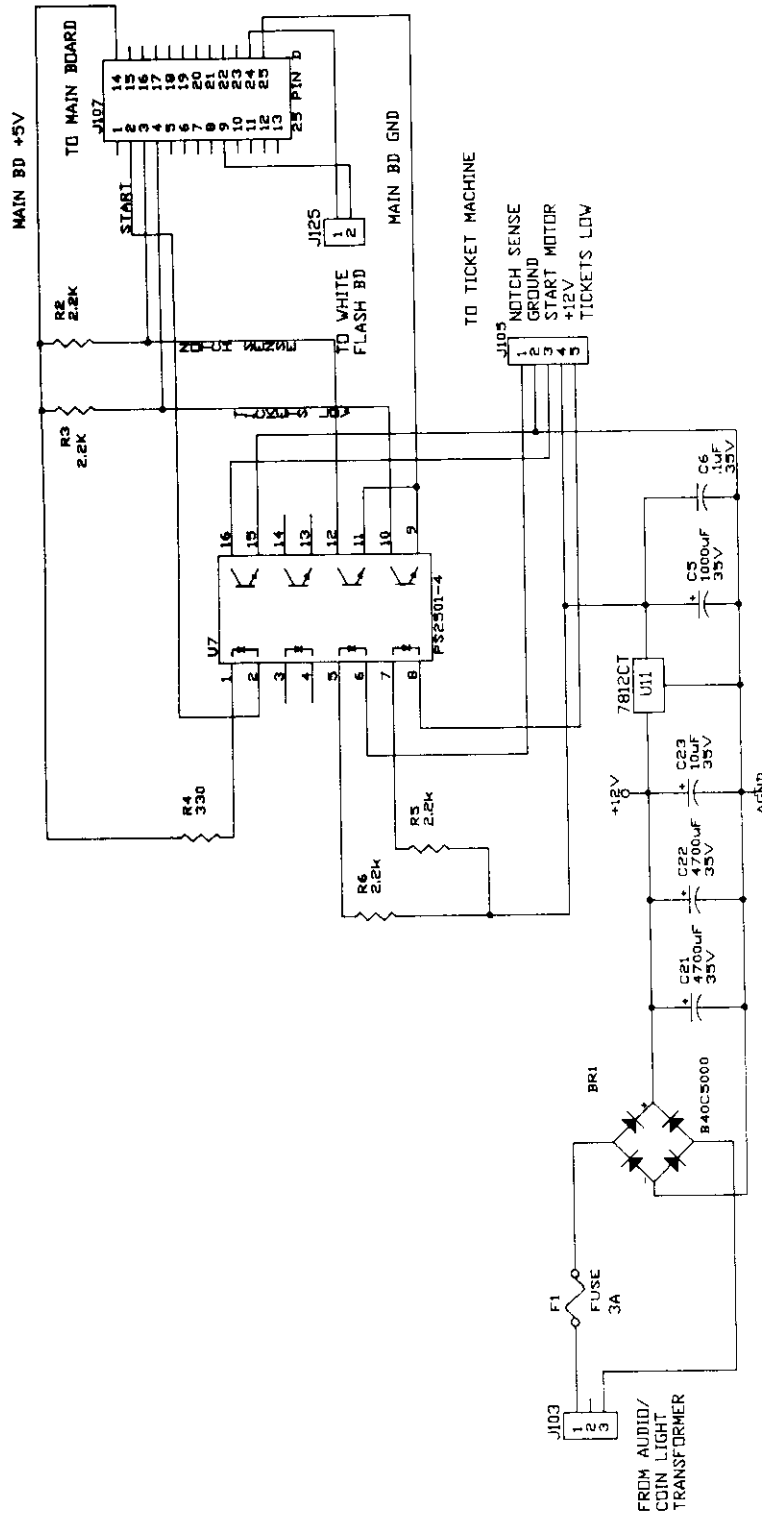 MAIN BD +5V
TO MAIN BOARD
J107
1
2
3
4
5
6
7
8
9
10
11
12
13
14
15
16
17
18
19
20
21
22
23
24
25
25 PIN D
START
R2
2.2K
R3
2.2K
J125
1
2
TO WHITE
FLASH BD
MAIN BD GND
U7
1
2
3
4
5
6
7
8
16
15
14
13
12
11
10
9
PS2501-4
R4
330
R5
2.2K
R6
2.2K
TO TICKET MACHINE
J105
1
2
3
4
5
NOTCH SENSE
GROUND
START MOTOR
+12V
TICKETS LOW
J103
1
2
3
FROM AUDIO/
COIN LIGHT
TRANSFORMER
F1
FUSE
3A
BR1
+
-
B40C5000
+
C21
4700uF
35V
+
C22
4700uF
35V
+12V
+
C23
10uF
35V
AGND
7812CT
U11
+
C5
1000uF
35V
C6
.1uF
35V